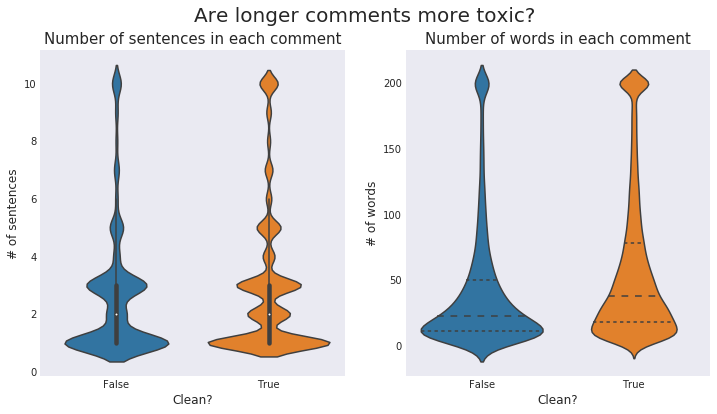 Are longer comments more toxic?
Number of sentences in each comment
Number of words in each comment
10
8
6
4
2
0
# of sentences
False
True
Clean?
200
150
100
50
0
# of words
False
True
Clean?